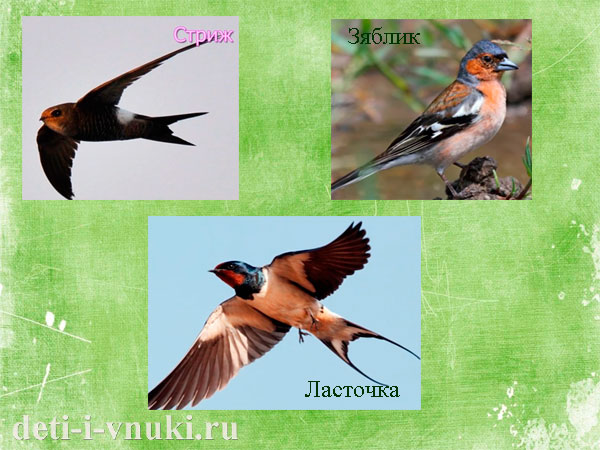 Стриж
Зяблик
Ласточка
deti-i-vnuki.ru